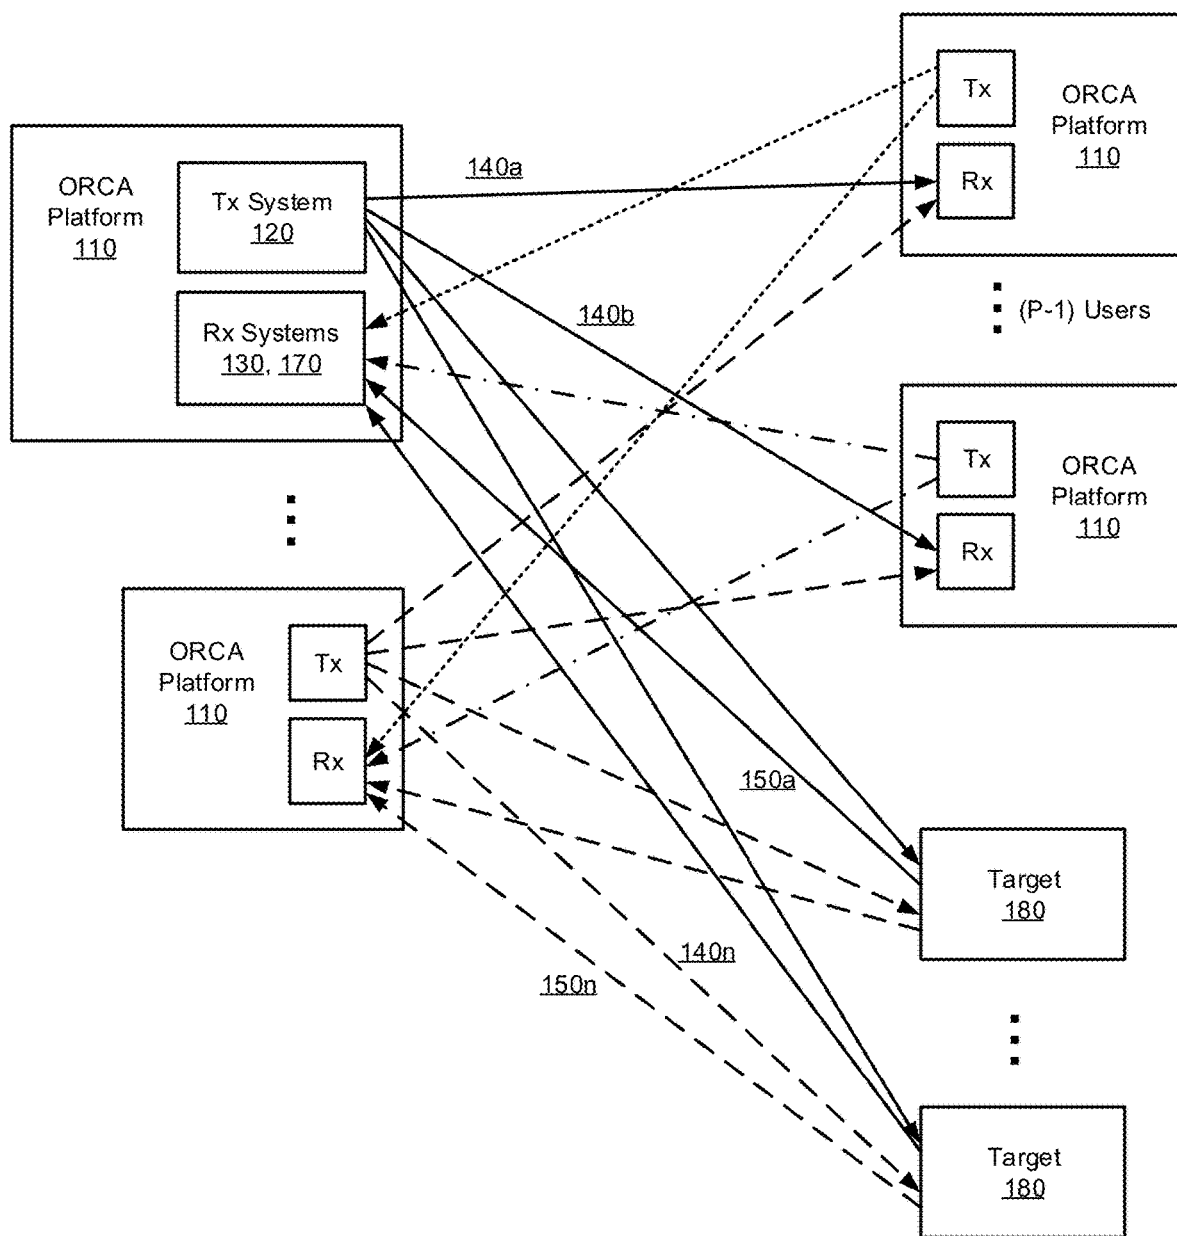 ORCA
Platform
110
Tx System
120
Rx Systems
130, 170
140a
140b
Tx
Rx
ORCA
Platform
110
(P-1) Users
Tx
Rx
ORCA
Platform
110
ORCA
Platform
110
Tx
Rx
150a
140n
150n
Target
180
Target
180